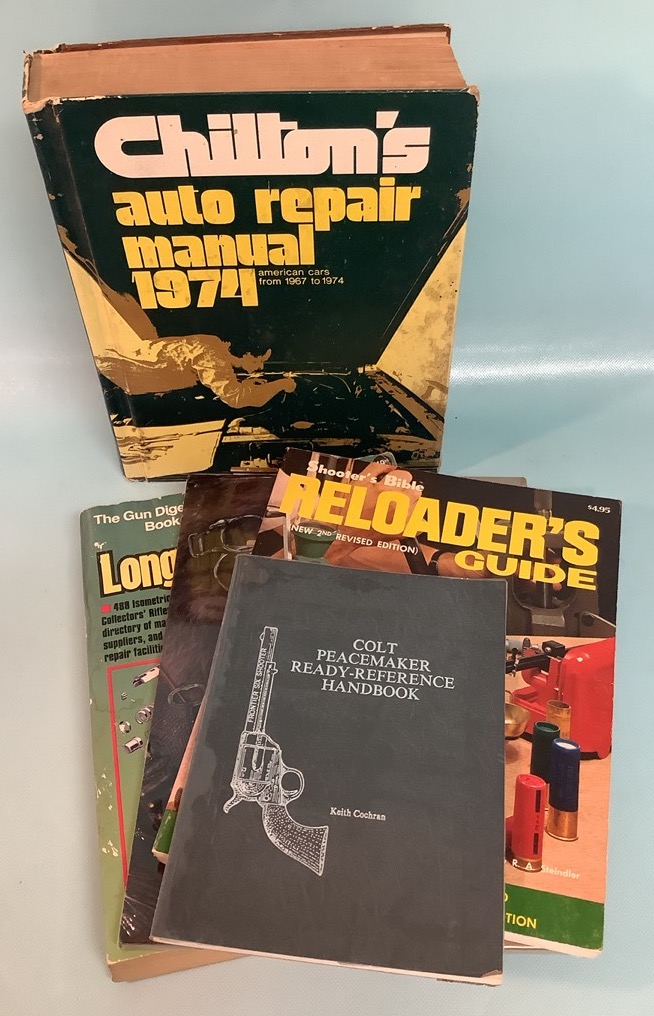 Chilton's
auto repair
manual
1974
american cars
from 1967 to 1974
Shooter's Bible
RELOADER'S
GUIDE
(NEW 2ND REVISED EDITION)
$4.95
R. A. Steindler
TION
The Gun Dige
Book
Long
488 Isometric
Collectors' Rifle
directory of ma
suppliers, and
repair faciliti
COLT
PEACEMAKER
READY-REFERENCE
HANDBOOK
FRONTIER SIX SHOOTER
Keith Cochran